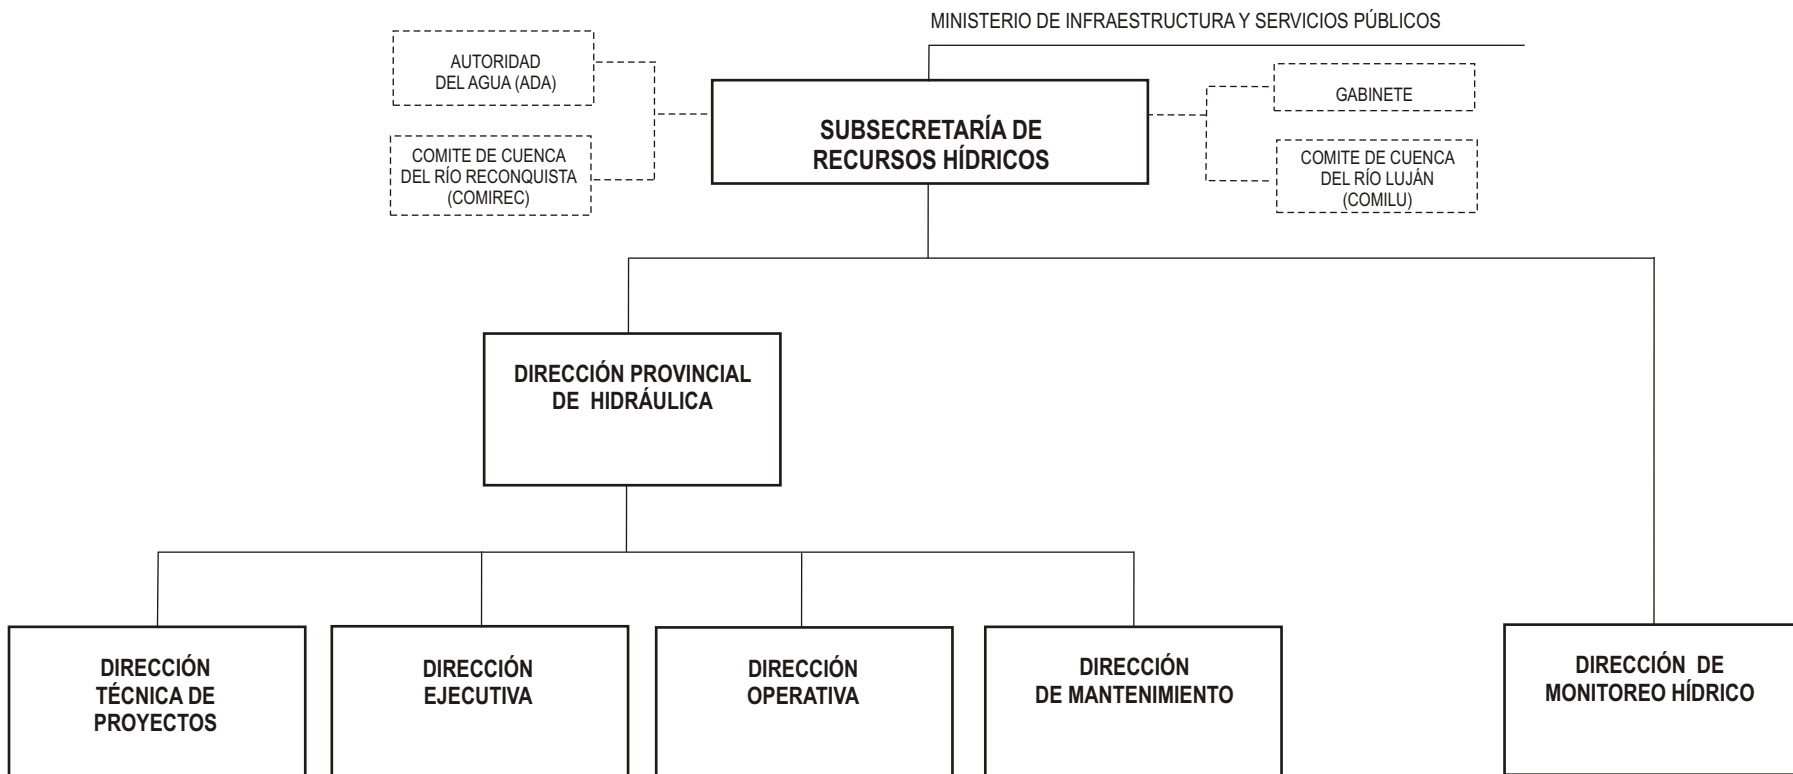 MINISTERIO DE INFRAESTRUCTURA Y SERVICIOS PÚBLICOS
AUTORIDAD
DEL AGUA (ADA)
COMITE DE CUENCA
DEL RÍO RECONQUISTA
(COMIREC)
SUBSECRETARÍA DE
RECURSOS HÍDRICOS
GABINETE
COMITE DE CUENCA
DEL RÍO LUJÁN
(COMILU)
DIRECCIÓN PROVINCIAL
DE HIDRÁULICA
DIRECCIÓN
TÉCNICA DE
PROYECTOS
DIRECCIÓN
EJECUTIVA
DIRECCIÓN
OPERATIVA
DIRECCIÓN
DE MANTENIMIENTO
DIRECCIÓN DE
MONITOREO HÍDRICO